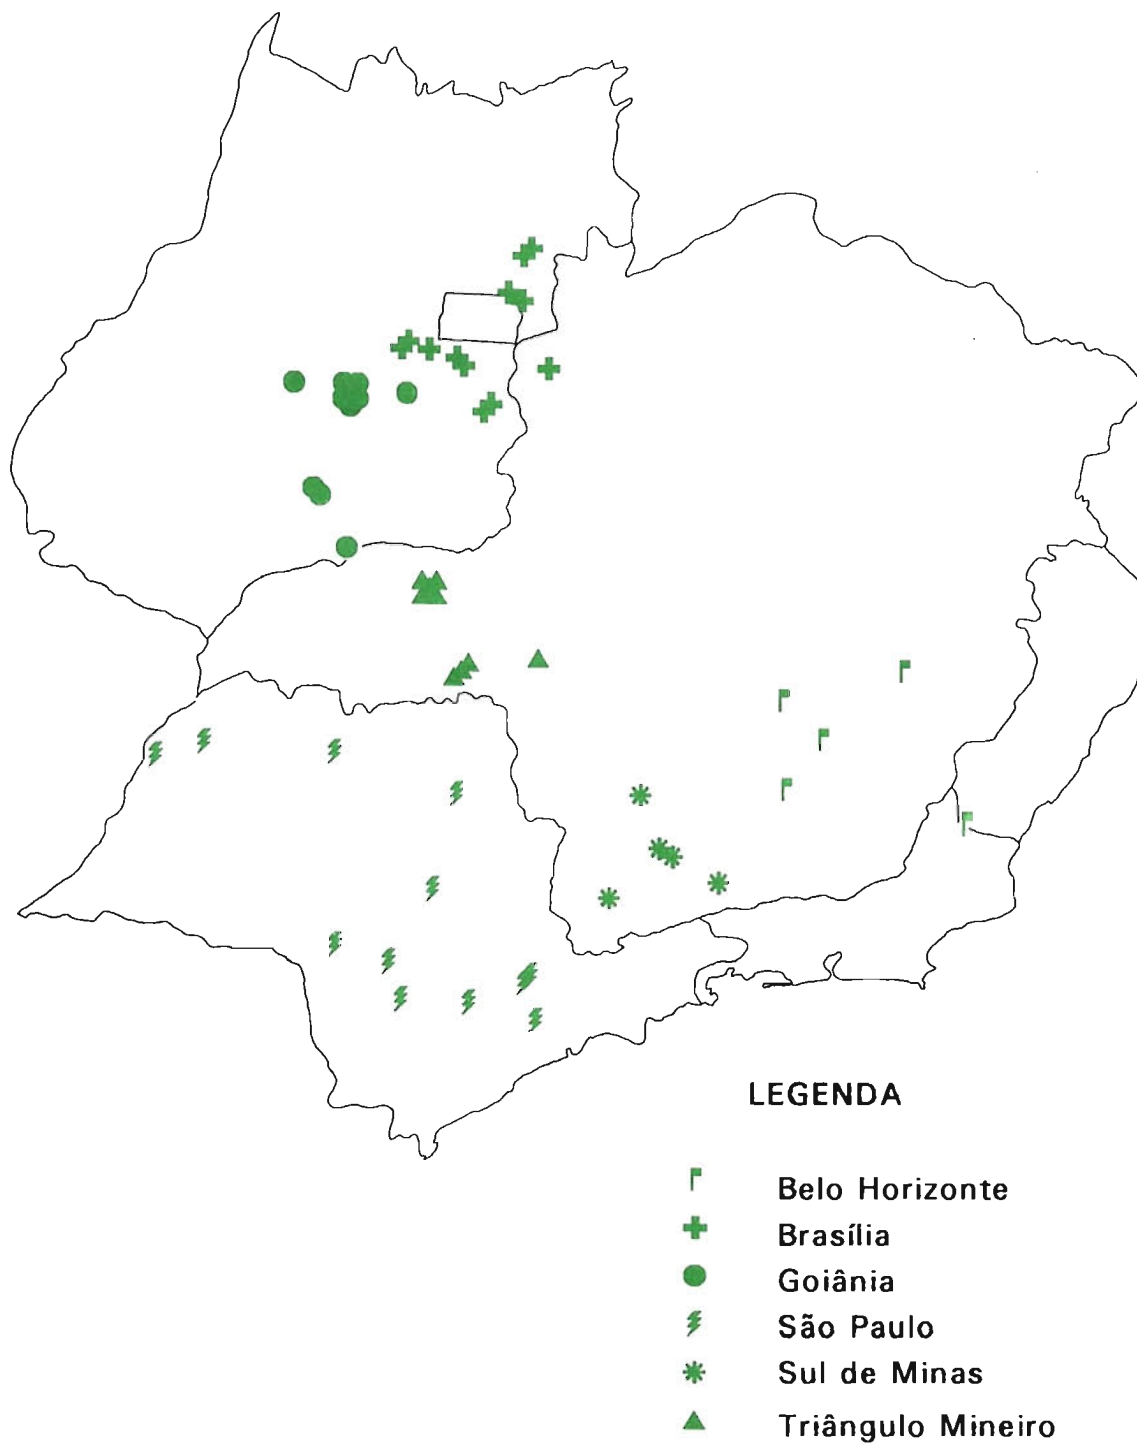 LEGENDA
Belo Horizonte
Brasília
Goiânia
São Paulo
Sul de Minas
Triângulo Mineiro